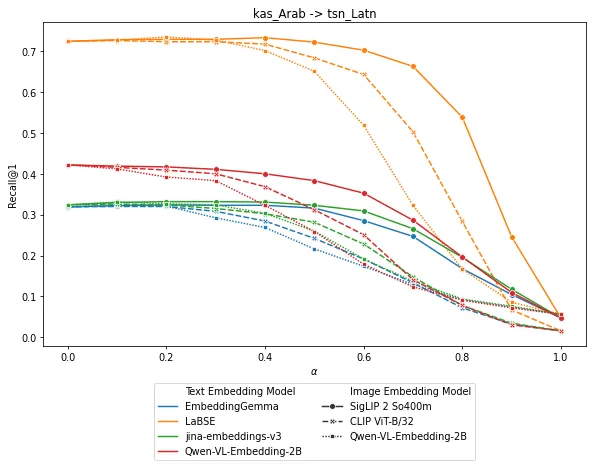 kas_Arab -> tsn_Latn
Recall@1
0.7
0.6
0.5
0.4
0.3
0.2
0.1
0.0
0.0 0.2 0.4 0.6 0.8 1.0
α
Text Embedding Model Image Embedding Model
EmbeddingGemma SigLIP 2 So400m
LaBSE CLIP ViT-B/32
jina-embeddings-v3 Qwen-VL-Embedding-2B
Qwen-VL-Embedding-2B